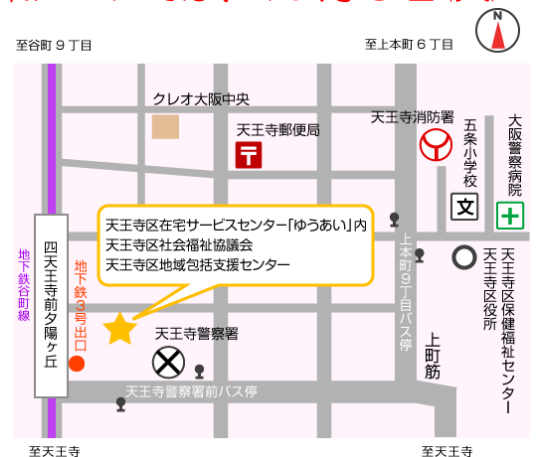 N
至谷町9丁目
至上本町6丁目
クレオ大阪中央
天王寺郵便局
天王寺消防署
五条小学校
文
大阪警察病院
天王寺区在宅サービスセンター「ゆうあい」内
天王寺区社会福祉協議会
天王寺区地域包括支援センター
地下鉄谷町線
四天王寺前夕陽ヶ丘
地下鉄3号出口
天王寺警察署
天王寺警察署前バス停
上本町9丁目バス停
上町筋
天王寺区保健福祉センター
天王寺区役所
至天王寺
至天王寺